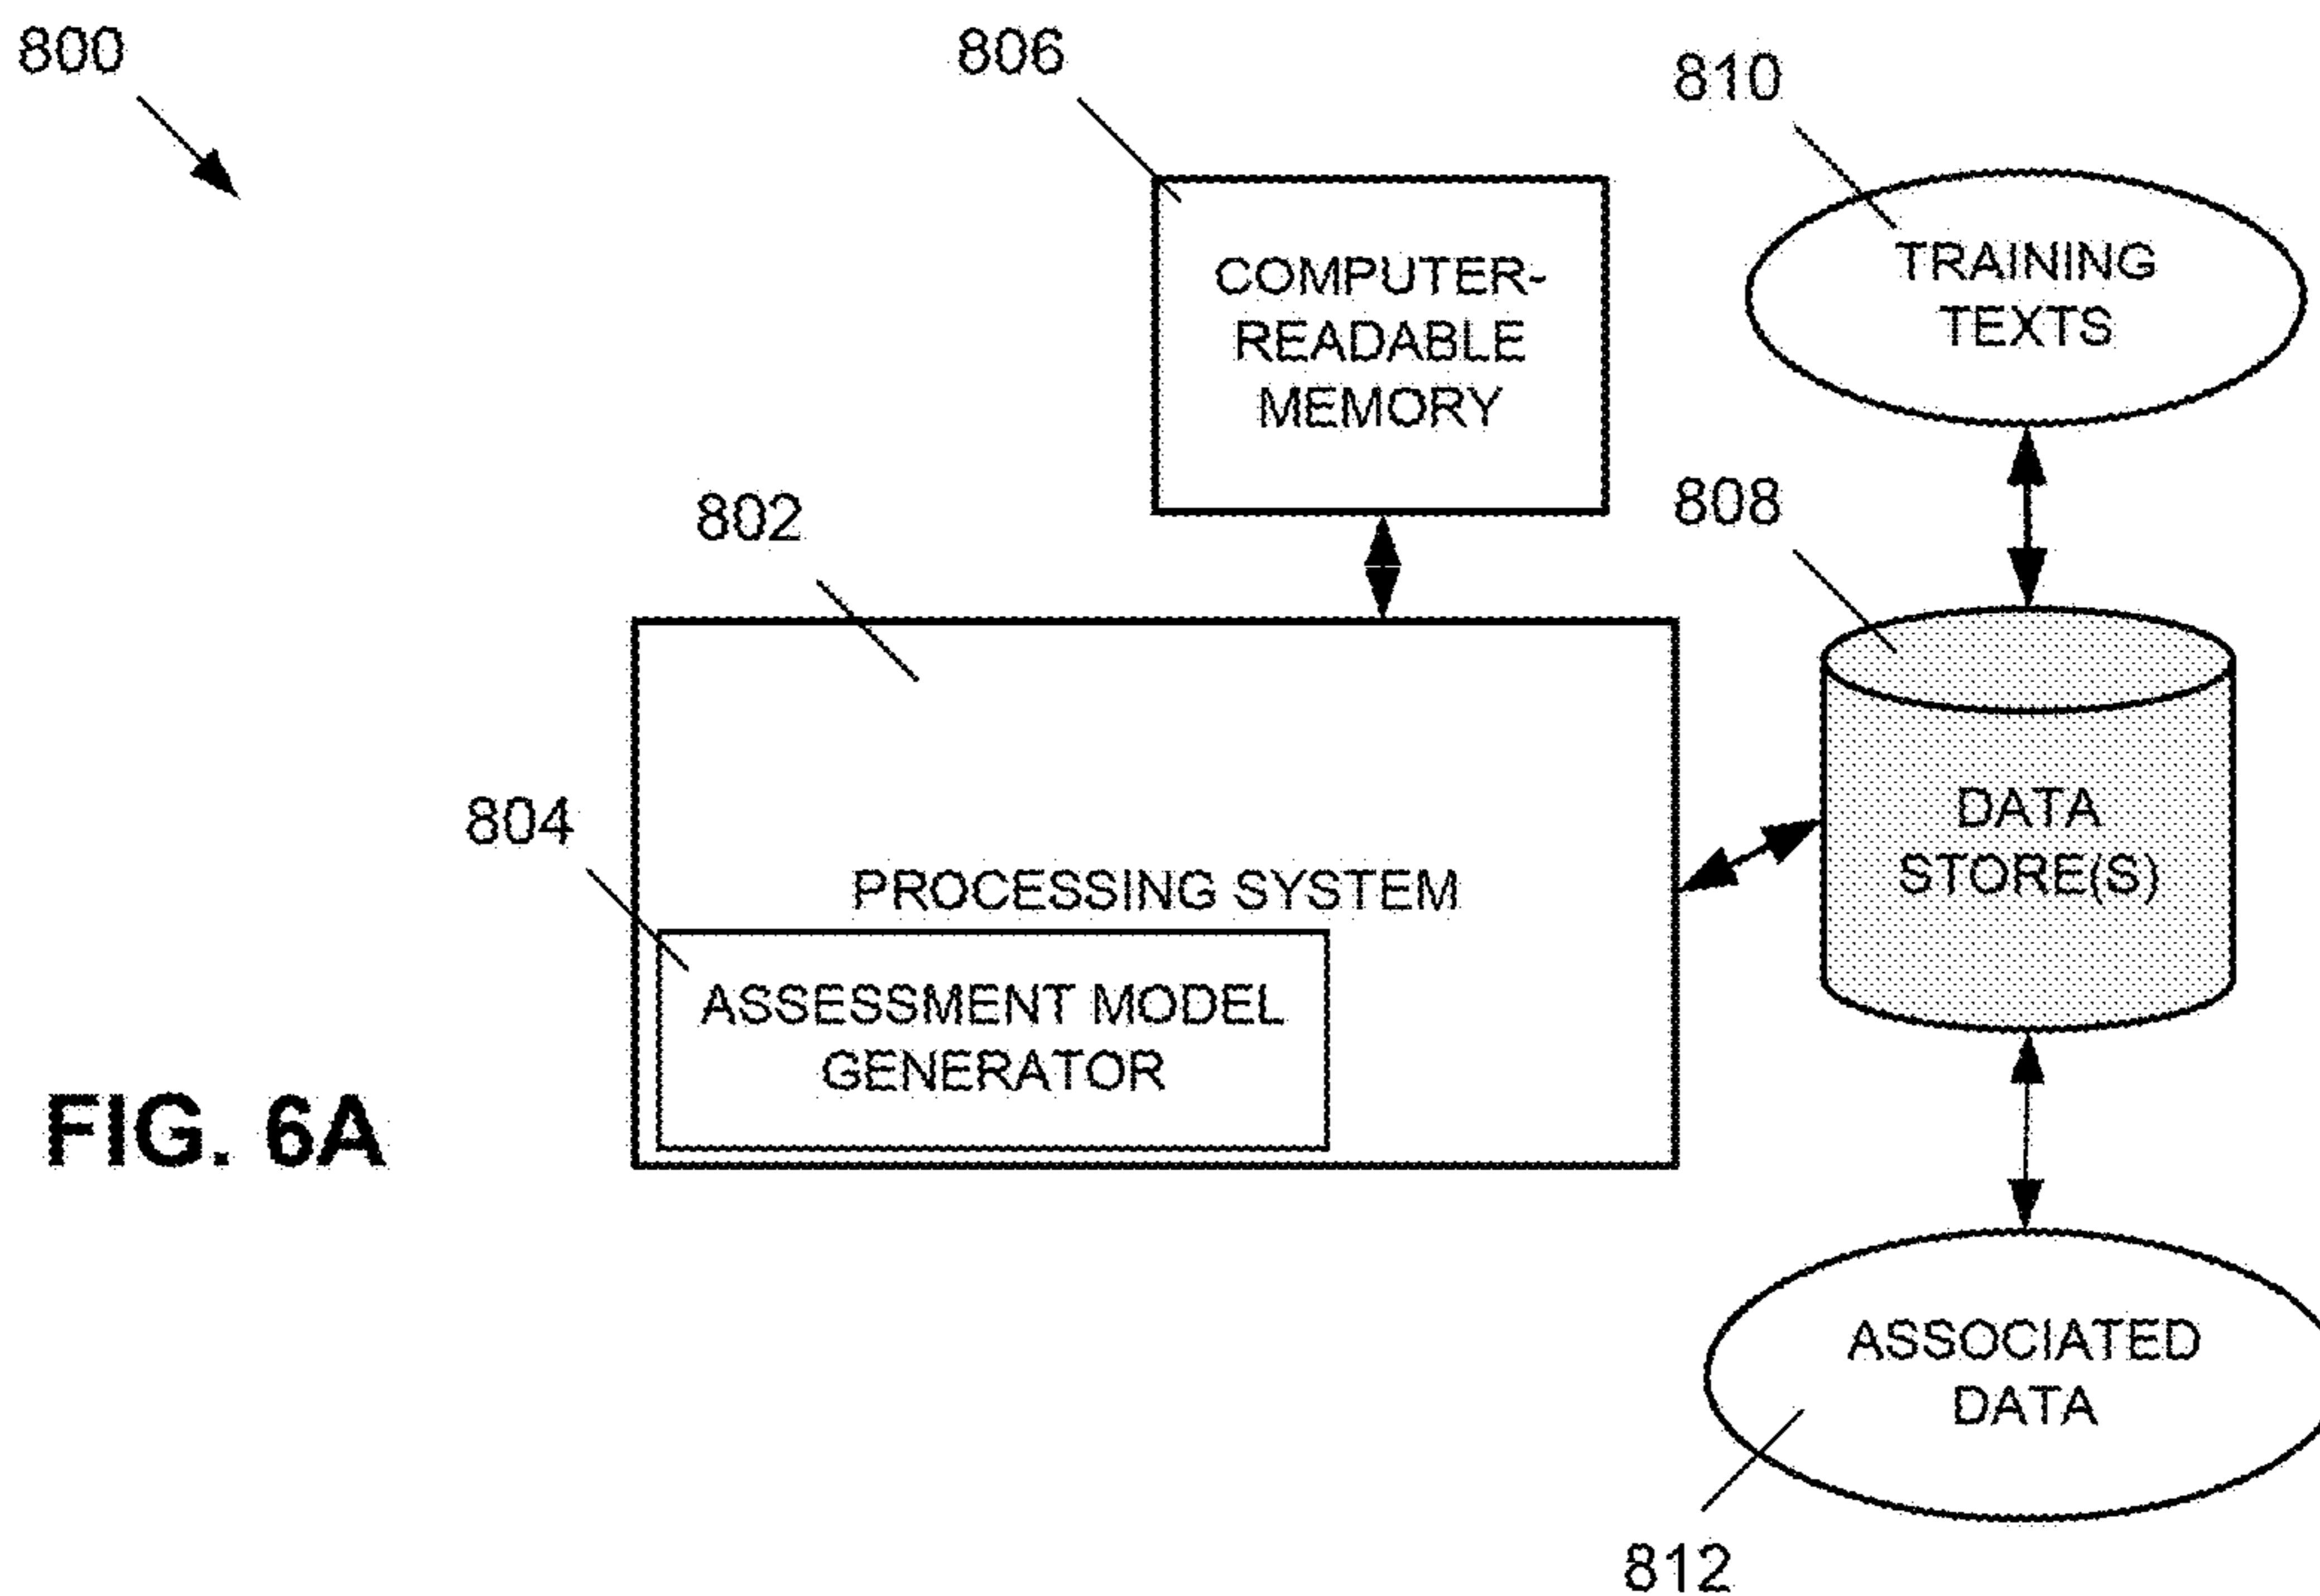 800
806
810
COMPUTER-
READABLE
MEMORY
TRAINING
TEXTS
802
808
804
PROCESSING SYSTEM
DATA
STORE(S)
ASSESSMENT MODEL
GENERATOR
FIG. 6A
ASSOCIATED
DATA
812